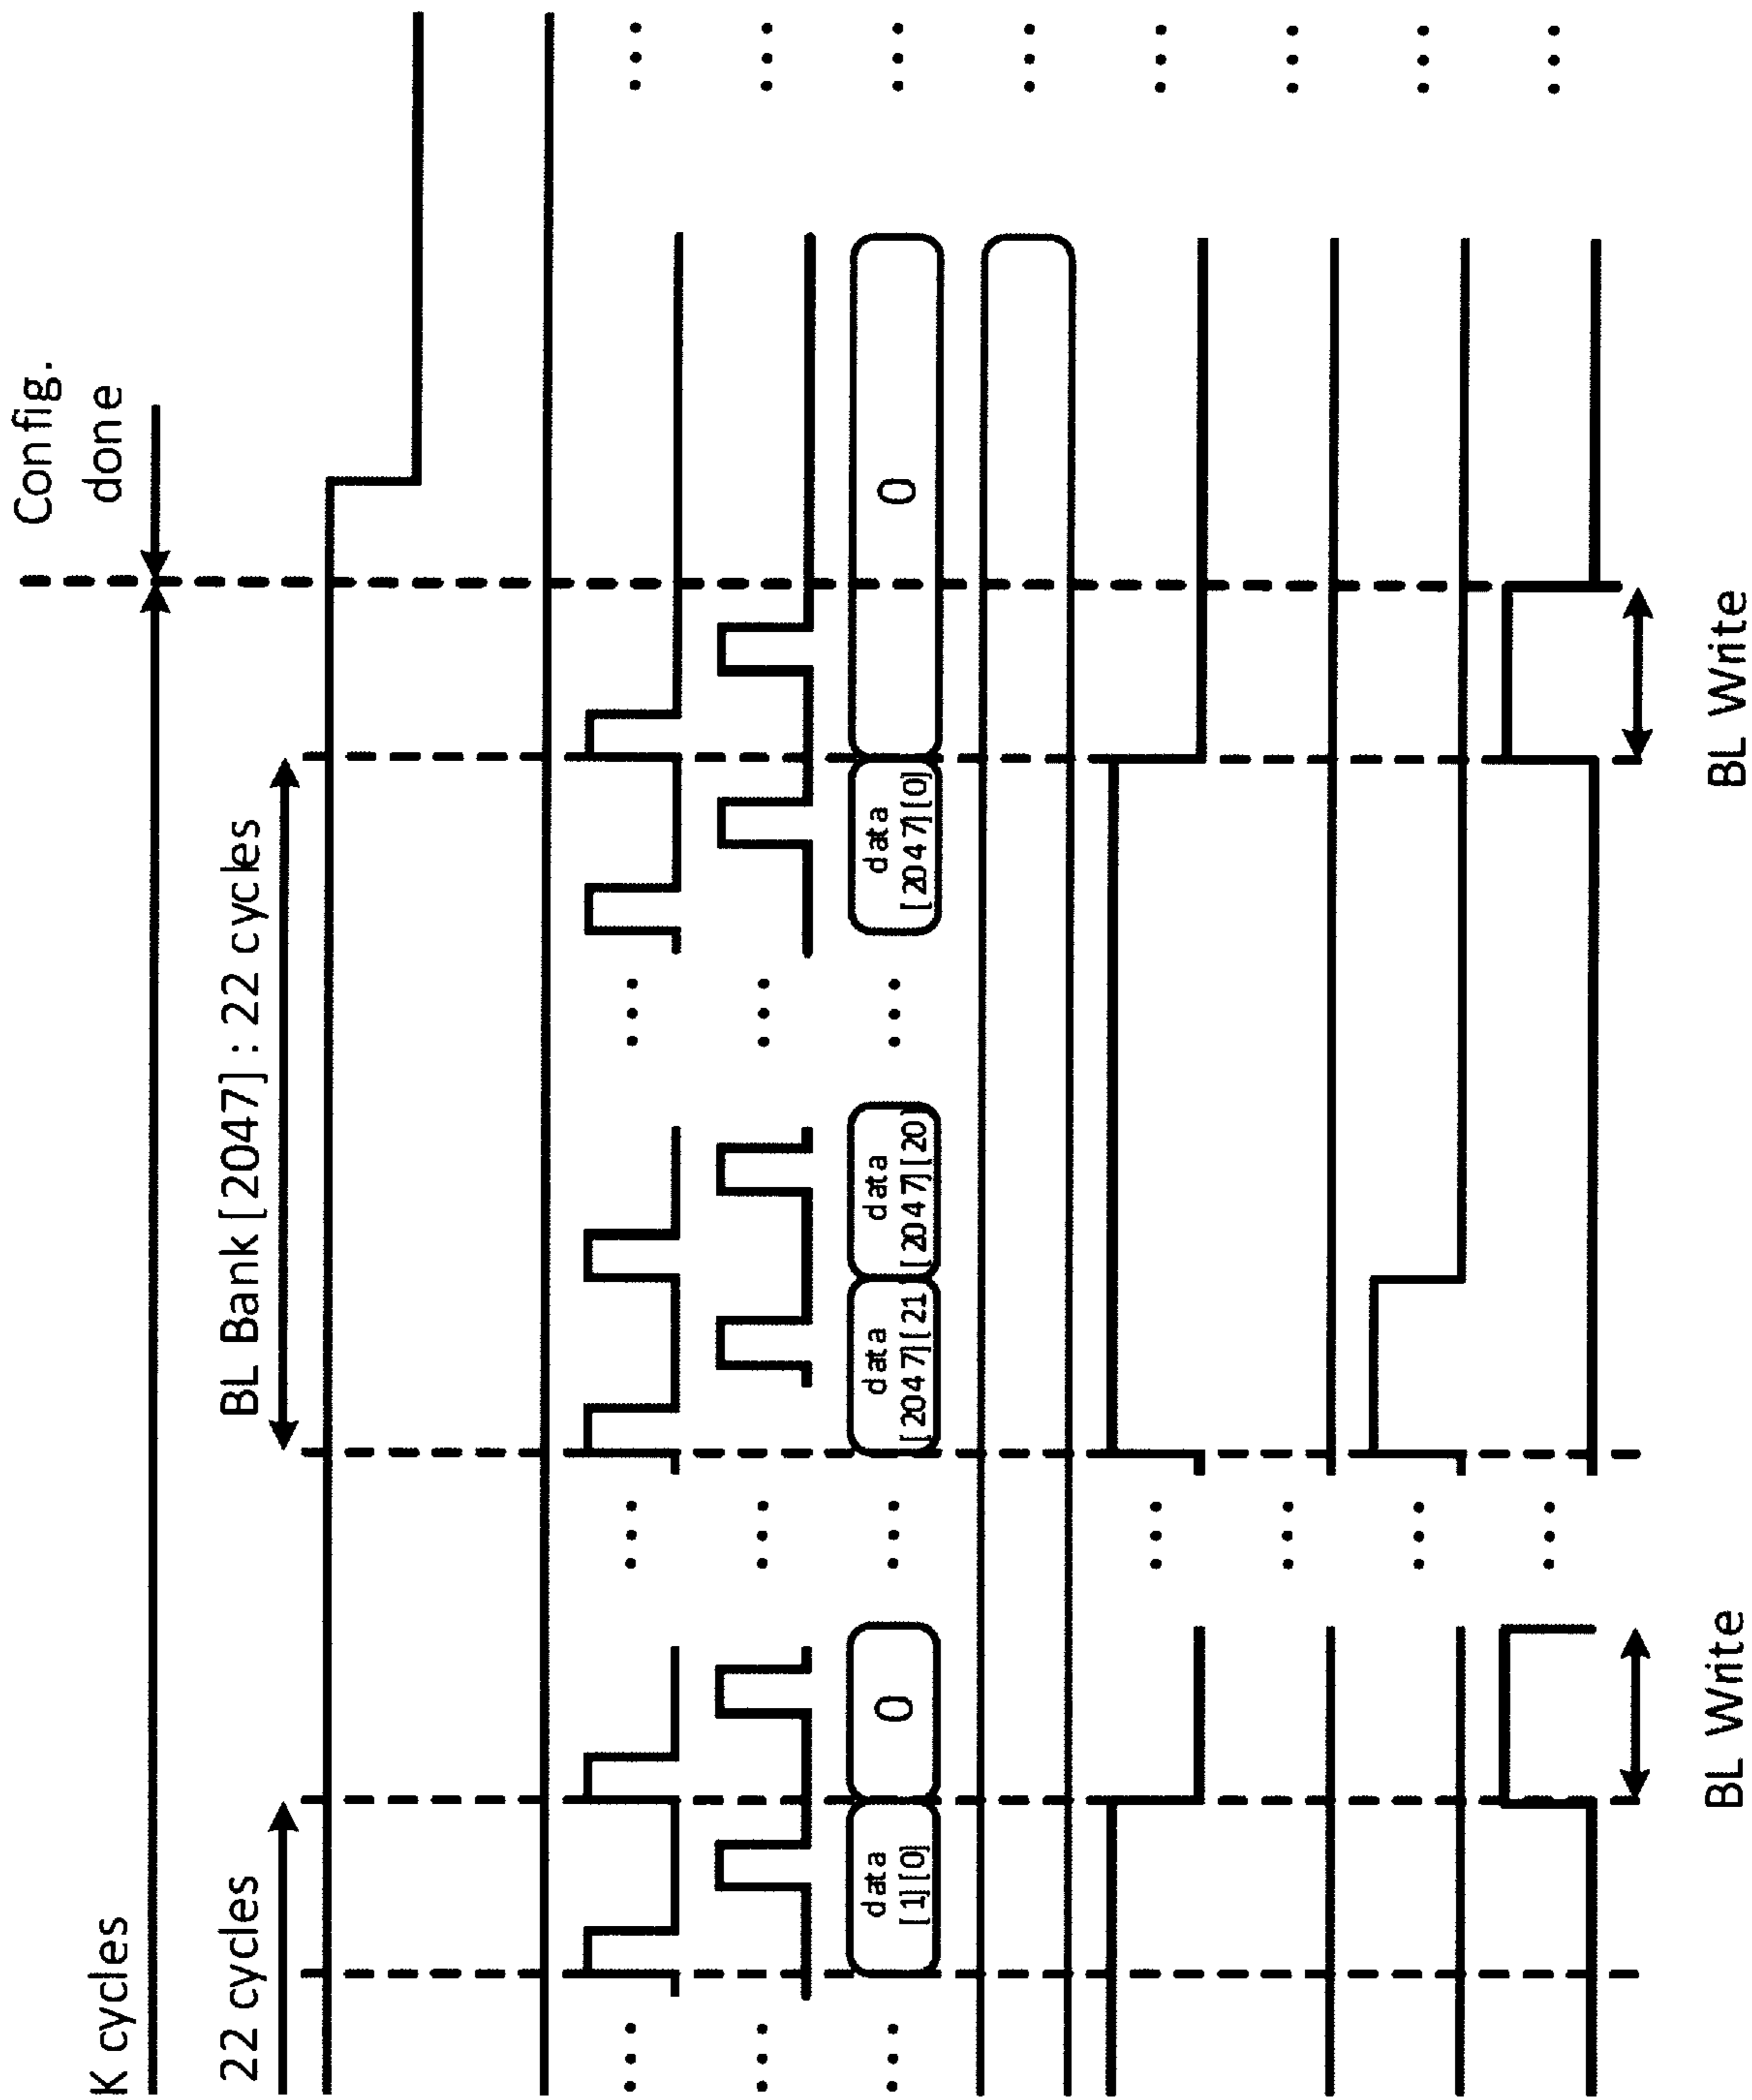 Config.
done
K cycles
22 cycles
BL Bank[2047] : 22 cycles
data
[1][0]
0
data
[2047][21]
data
[2047][20]
data
[2047][0]
0
BL Write
BL Write